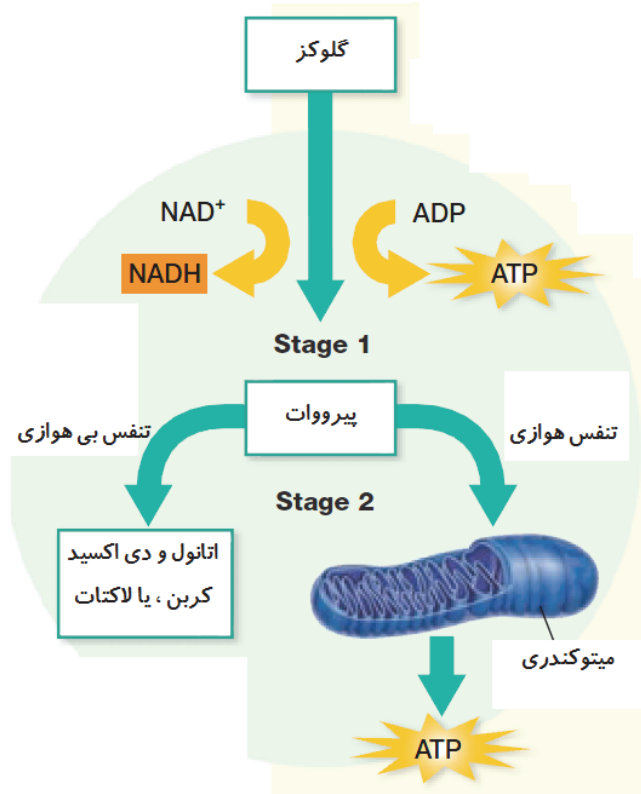 گلوکز
NAD+
ADP
NADH
ATP
Stage 1
پیرووات
تنفس بی هوازی
تنفس هوازی
Stage 2
اتانول و دی اکسید
کربن ، یا لاکتات
میتوکندری
ATP